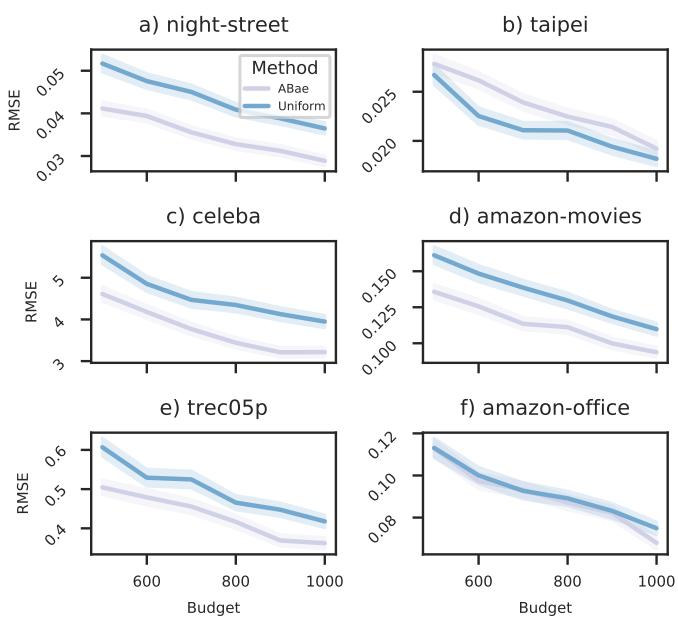 a) night-street
b) taipei
RMSE
0.05
0.04
0.03
Method
ABae
Uniform
0.025
0.020
c) celeba
d) amazon-movies
RMSE
5
4
3
0.150
0.125
0.100
e) trec05p
f) amazon-office
RMSE
0.6
0.5
0.4
0.12
0.10
0.08
600 800 1000
600 800 1000
Budget
Budget